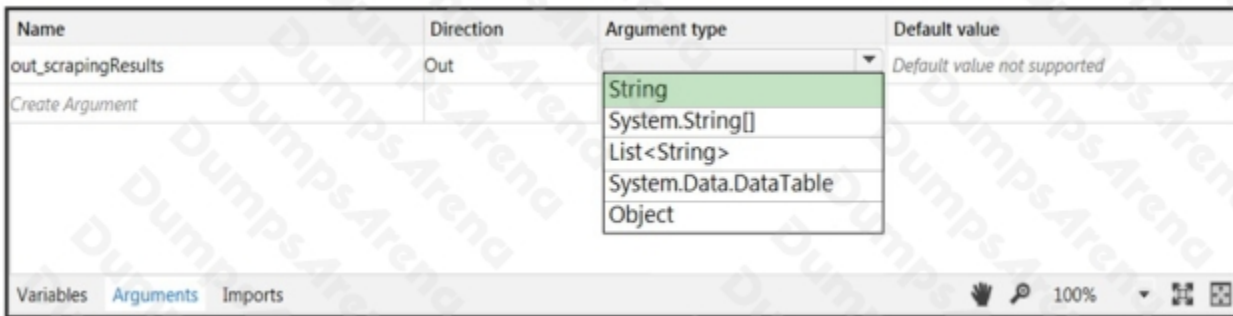 Name Direction Argument type Default value
out_scrapingResults Out Default value not supported
Create Argument
String
System.String[]
List<String>
System.Data.DataTable
Object
Variables Arguments Imports 100%
DumpsArena